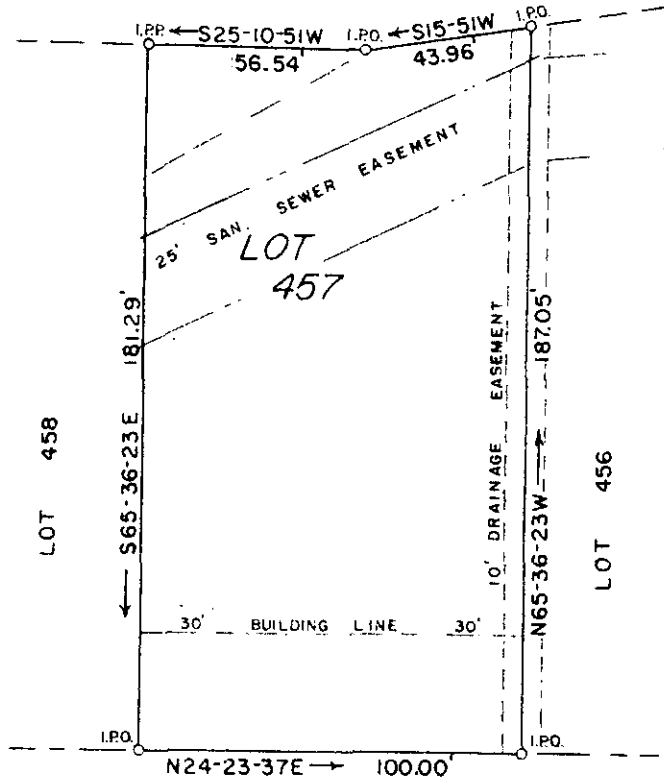 I.P.O.
I.P.P. ←S25-10-51W I.P.O. ←S15-51W
56.54' 43.96'
25' SAN. SEWER EASEMENT
LOT
457
181.29'
S65-36-23E
LOT 458
10' DRAINAGE EASEMENT
187.05'
N65-36-23W→
LOT 456
30' BUILDING LINE 30'
I.P.O. I.P.O.
N24-23-37E→ 100.00'